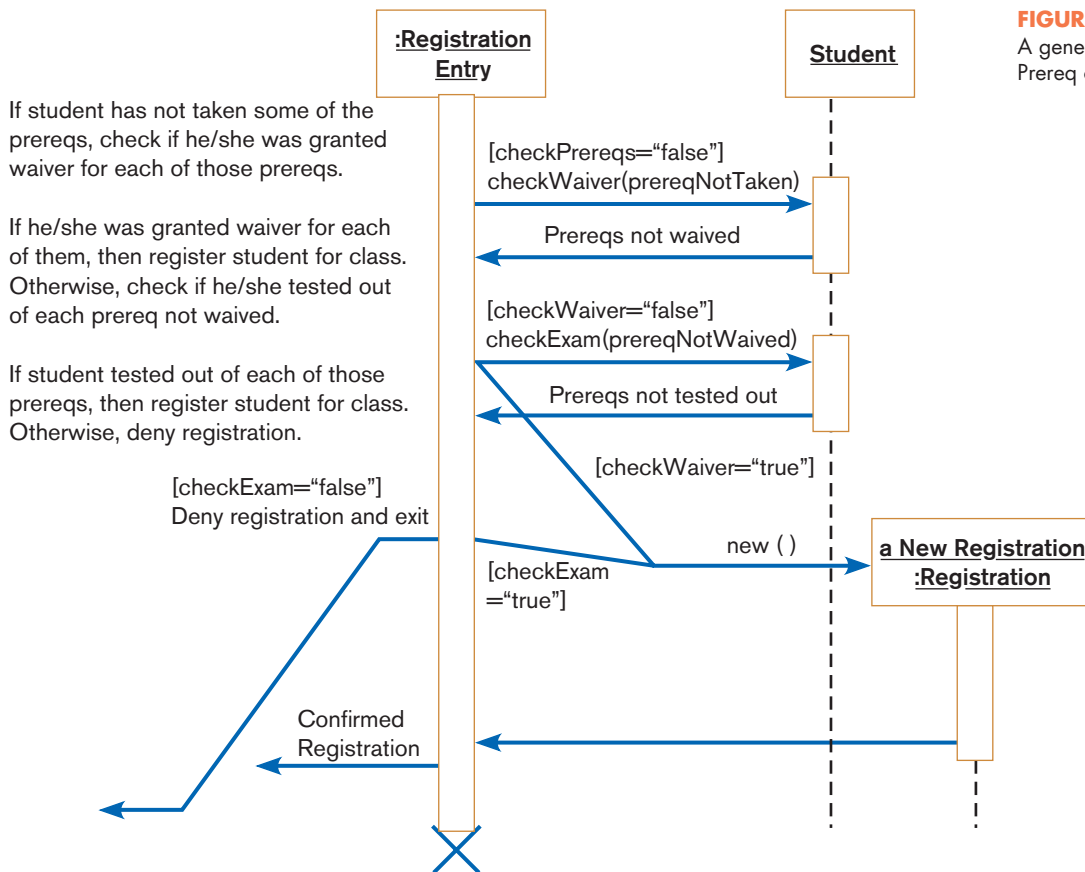 FIGUR
A gene
Prereq
:Registration
Entry
Student
If student has not taken some of the
prereqs, check if he/she was granted
waiver for each of those prereqs.
If he/she was granted waiver for each
of them, then register student for class.
Otherwise, check if he/she tested out
of each prereq not waived.
If student tested out of each of those
prereqs, then register student for class.
Otherwise, deny registration.
[checkPrereqs=“false”]
checkWaiver(prereqNotTaken)
Prereqs not waived
[checkWaiver=“false”]
checkExam(prereqNotWaived)
Prereqs not tested out
[checkWaiver=“true”]
[checkExam=“false”]
Deny registration and exit
new ( )
[checkExam
=“true”]
a New Registration
:Registration
Confirmed
Registration